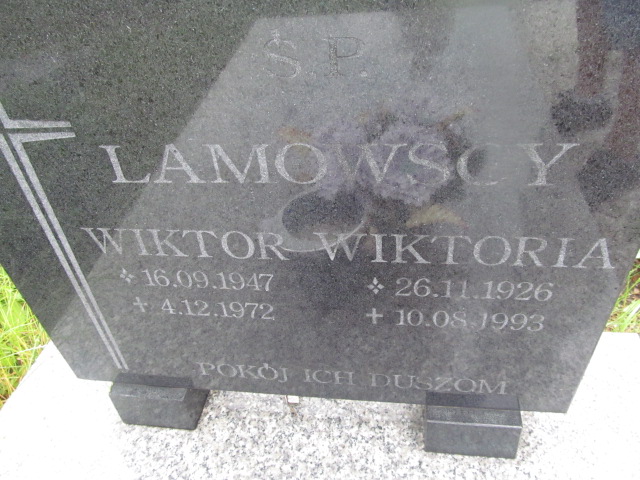 Ś.P.
LAMOWSCY
WIKTOR WIKTORIA
16.09.1947 26.11.1926
4.12.1972 10.08.1993
POKÓJ ICH DUSZOM